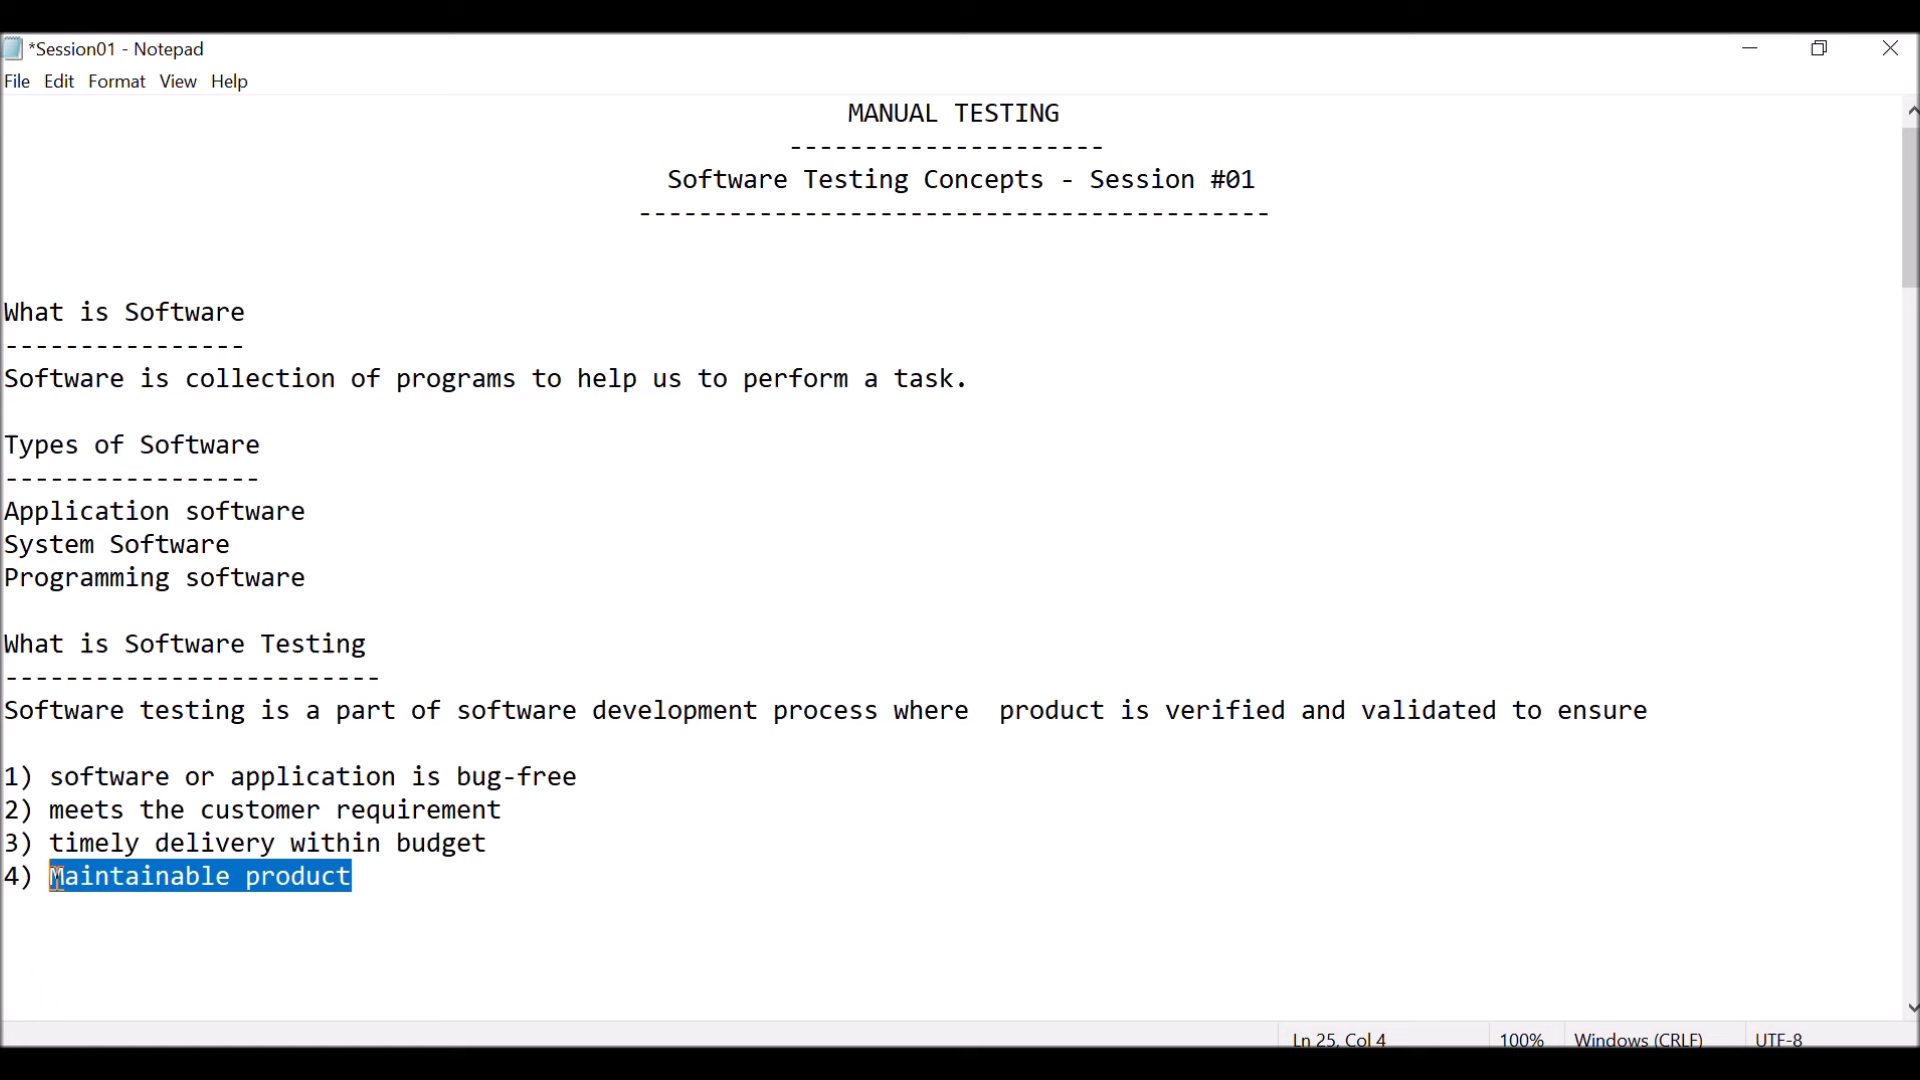 *Session01 - Notepad
File Edit Format View Help
MANUAL TESTING
---------------------
Software Testing Concepts - Session #01
------------------------------------------
What is Software
----------------
Software is collection of programs to help us to perform a task.
Types of Software
-----------------
Application software
System Software
Programming software
What is Software Testing
-------------------------
Software testing is a part of software development process where  product is verified and validated to ensure
1) software or application is bug-free
2) meets the customer requirement
3) timely delivery within budget
4) Maintainable product
Ln 25, Col 4 100% Windows (CRLF) UTF-8